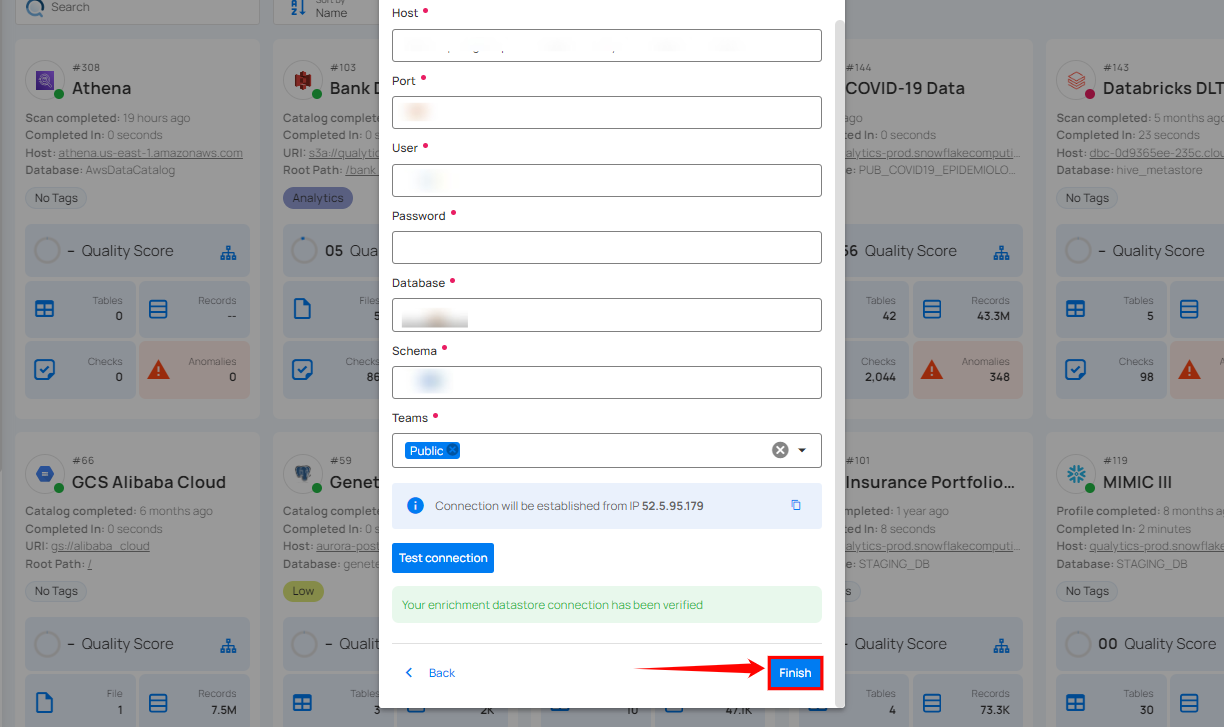 Search
Sort by
Name
#308
Athena
Scan completed: 19 hours ago
Completed In: 0 seconds
Host: athena.us-east-1.amazonaws.com
Database: AwsDataCatalog
No Tags
– Quality Score
Tables
0
Records
--
Checks
0
Anomalies
0
#103
Bank D
Catalog complete
Completed In: 0 s
URI: s3a://qualytic
Root Path: /bank_
Analytics
05 Qua
Files
5
Checks
86
Host
Port
User
Password
Database
Schema
Teams
Public
Connection will be established from IP 52.5.95.179
Test connection
Your enrichment datastore connection has been verified
Back
Finish
#144
COVID-19 Data
ago
ed In: 0 seconds
alytics-prod.snowflakecomputi...
e: PUB_COVID19_EPIDEMIOLO...
56 Quality Score
Tables
42
Records
43.3M
Checks
2,044
Anomalies
348
#143
Databricks DLT
Scan completed: 5 months ago
Completed In: 23 seconds
Host: dbc-0d9365ee-235c.clou
Database: hive_metastore
No Tags
– Quality Score
Tables
5
Checks
98
A
#66
GCS Alibaba Cloud
Catalog completed: 6 months ago
Completed In: 0 seconds
URI: gs://alibaba_cloud
Root Path: /
No Tags
– Quality Score
File
1
Records
7.5M
#59
Genet
Catalog complete
Completed In: 0 s
Host: aurora-post
Database: genete
Low
– Qualit
Tables
3
2K
10
47.1K
#101
Insurance Portfolio...
mpleted: 1 year ago
ed In: 8 seconds
alytics-prod.snowflakecomputi...
e: STAGING_DB
s
Quality Score
Tables
4
Records
73.3K
#119
MIMIC III
Profile completed: 8 months a
Completed In: 2 minutes
Host: qualytics-prod.snowflake
Database: STAGING_DB
No Tags
00 Quality Score
Tables
30